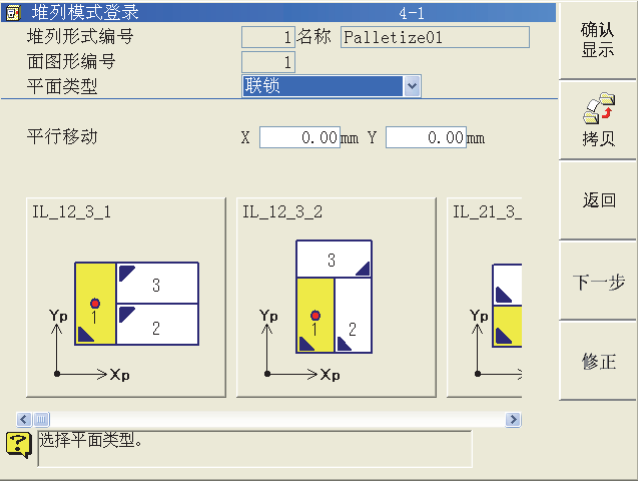 堆列模式登录 4-1
堆列形式编号 1 名称 Palletize01
面图形编号 1
平面类型 联锁
平行移动 X 0.00 mm Y 0.00 mm
IL_12_3_1 IL_12_3_2 IL_21_3_
3 3
1 2 1 2
Yp Yp Yp
Xp Xp
选择平面类型。
确认
显示
拷贝
返回
下一步
修正